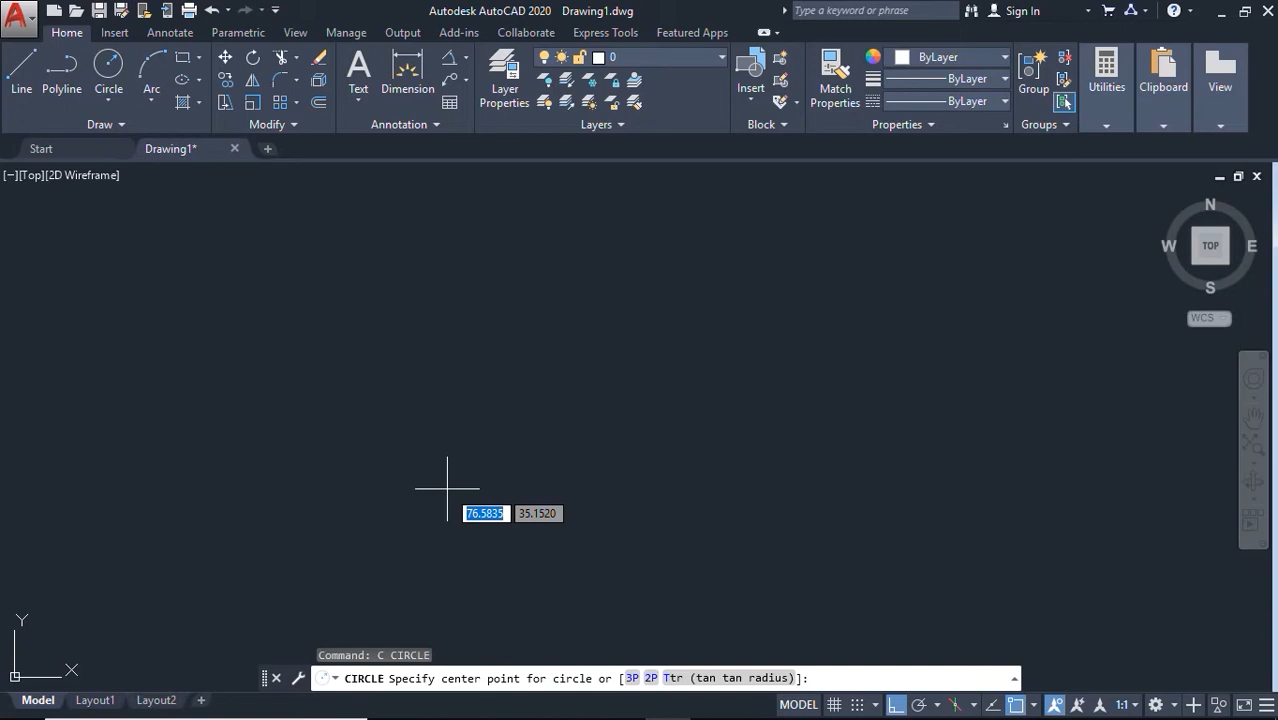 Autodesk AutoCAD 2020 Drawing1.dwg
Type a keyword or phrase
Sign In
Home Insert Annotate Parametric View Manage Output Add-ins Collaborate Express Tools Featured Apps
Line Polyline Circle Arc
Text Dimension
Layer Properties
0
Insert
Match Properties
ByLayer
ByLayer
ByLayer
Group
Utilities
Clipboard
View
Draw Modify Annotation Layers Block Properties Groups
Start Drawing1*
[−][Top][2D Wireframe]
N
W TOP E
S
WCS
76.5835 35.1520
Y
X
Command: C CIRCLE
CIRCLE Specify center point for circle or [3P 2P Ttr (tan tan radius)]:
Model Layout1 Layout2
MODEL 1:1